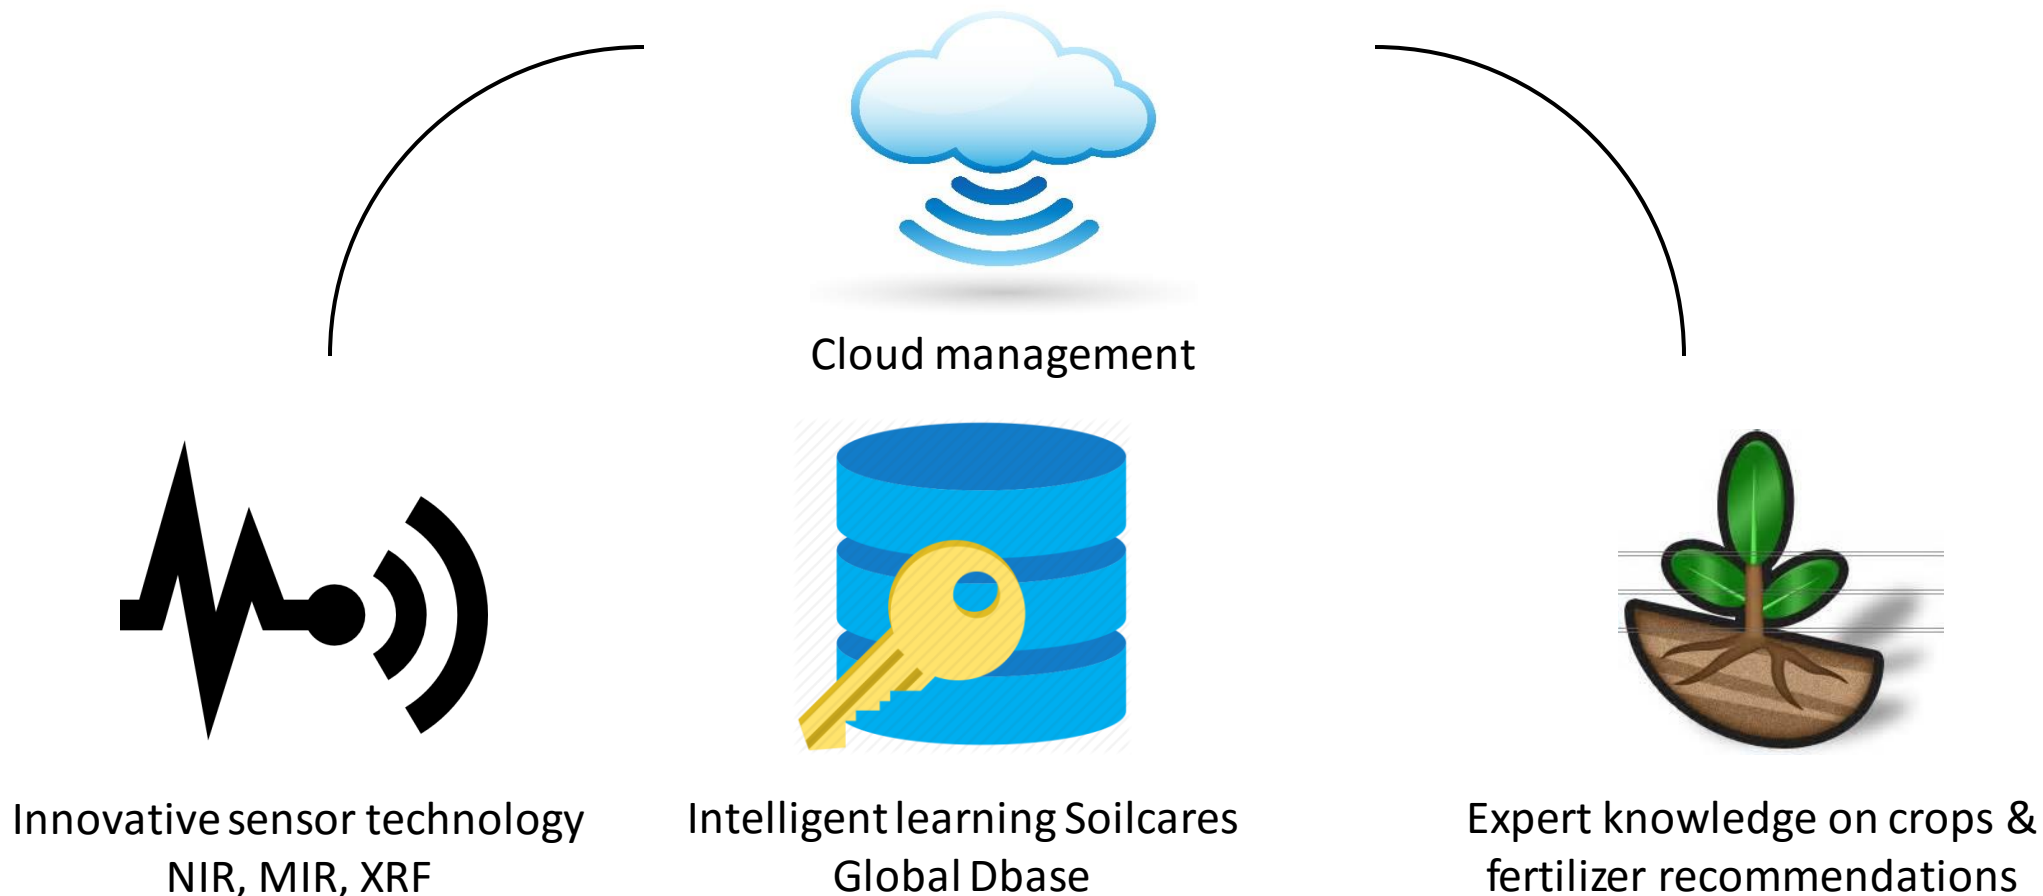 Cloud management
Innovative sensor technology
NIR, MIR, XRF
Intelligent learning Soilcares
Global Dbase
Expert knowledge on crops &
fertilizer recommendations